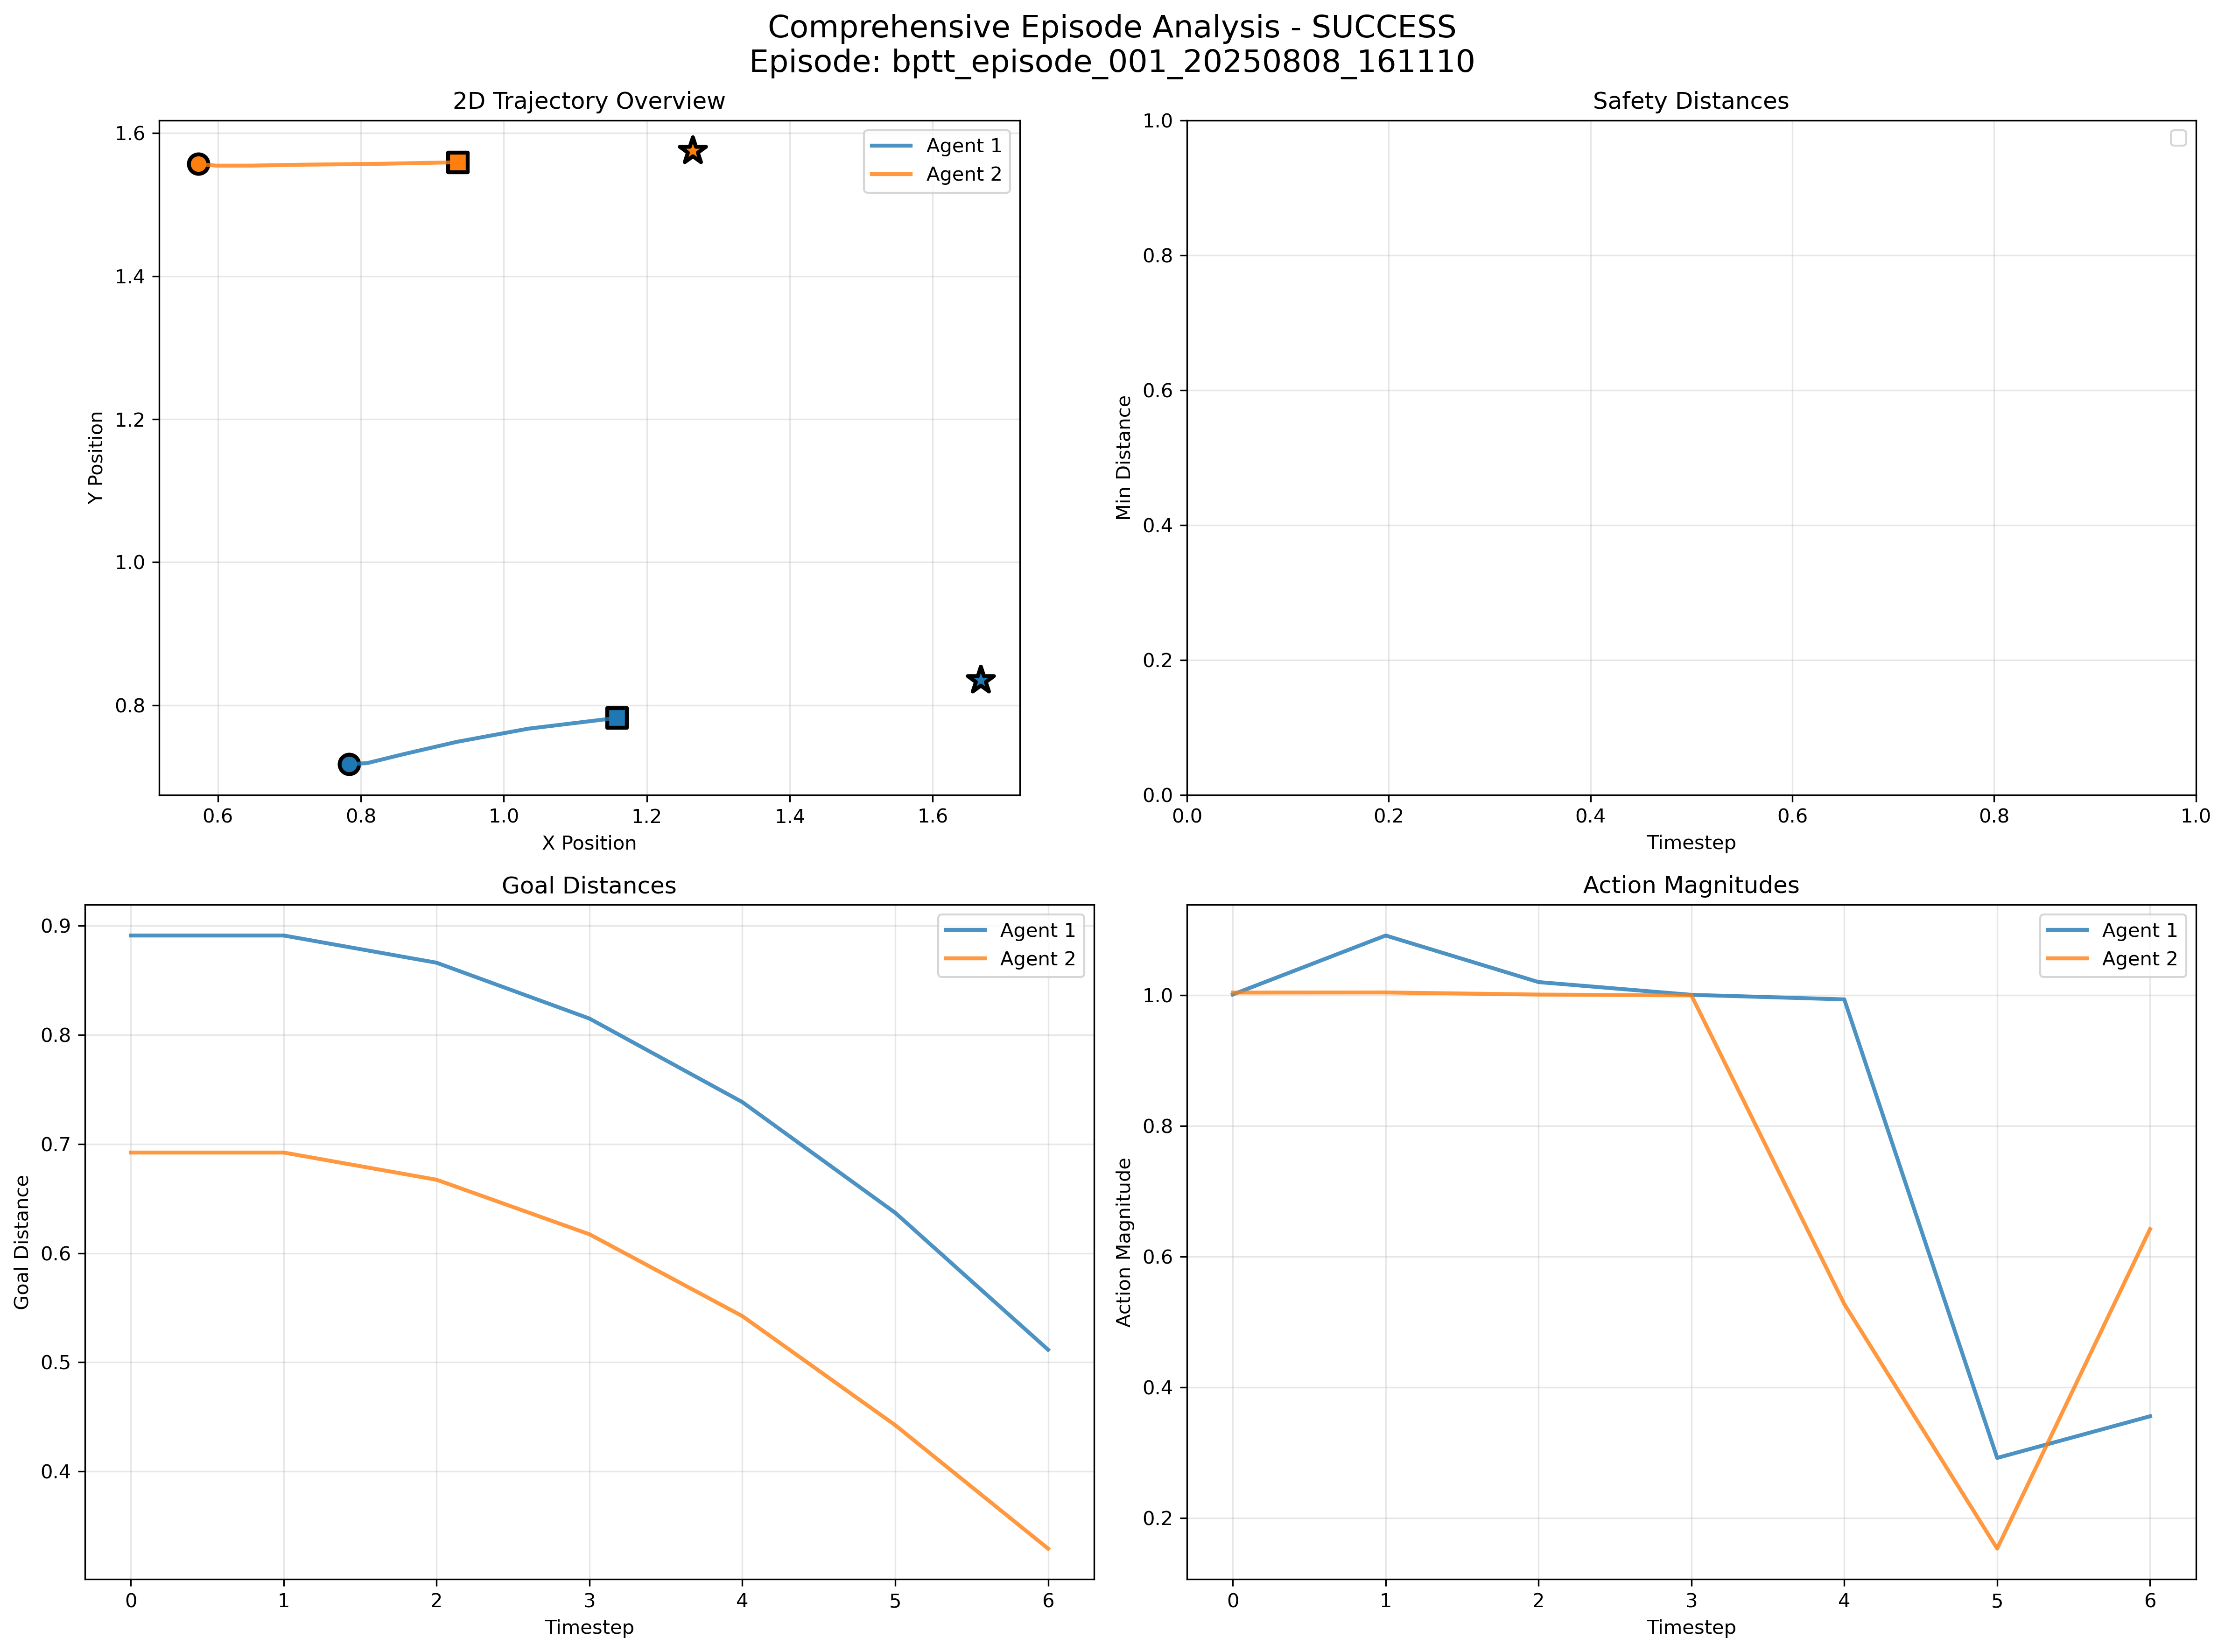 Comprehensive Episode Analysis - SUCCESS
Episode: bptt_episode_001_20250808_161110
2D Trajectory Overview
1.6
1.4
1.2
1.0
0.8
Y Position
0.6
0.8
1.0
1.2
1.4
1.6
X Position
Agent 1
Agent 2
Safety Distances
1.0
0.8
0.6
0.4
0.2
0.0
Min Distance
0.0
0.2
0.4
0.6
0.8
1.0
Timestep
Goal Distances
0.9
0.8
0.7
0.6
0.5
0.4
Goal Distance
0
1
2
3
4
5
6
Timestep
Agent 1
Agent 2
Action Magnitudes
1.0
0.8
0.6
0.4
0.2
Action Magnitude
0
1
2
3
4
5
6
Timestep
Agent 1
Agent 2